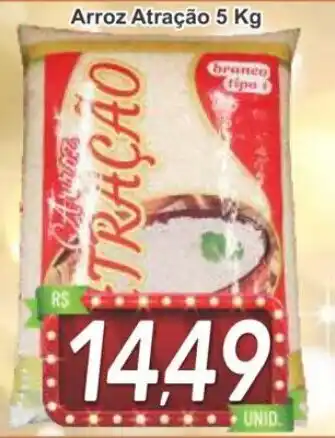 Arroz Atração 5 Kg
branco
tipo 1
Arroz
ATRAÇÃO
R$
14,49
UNID.